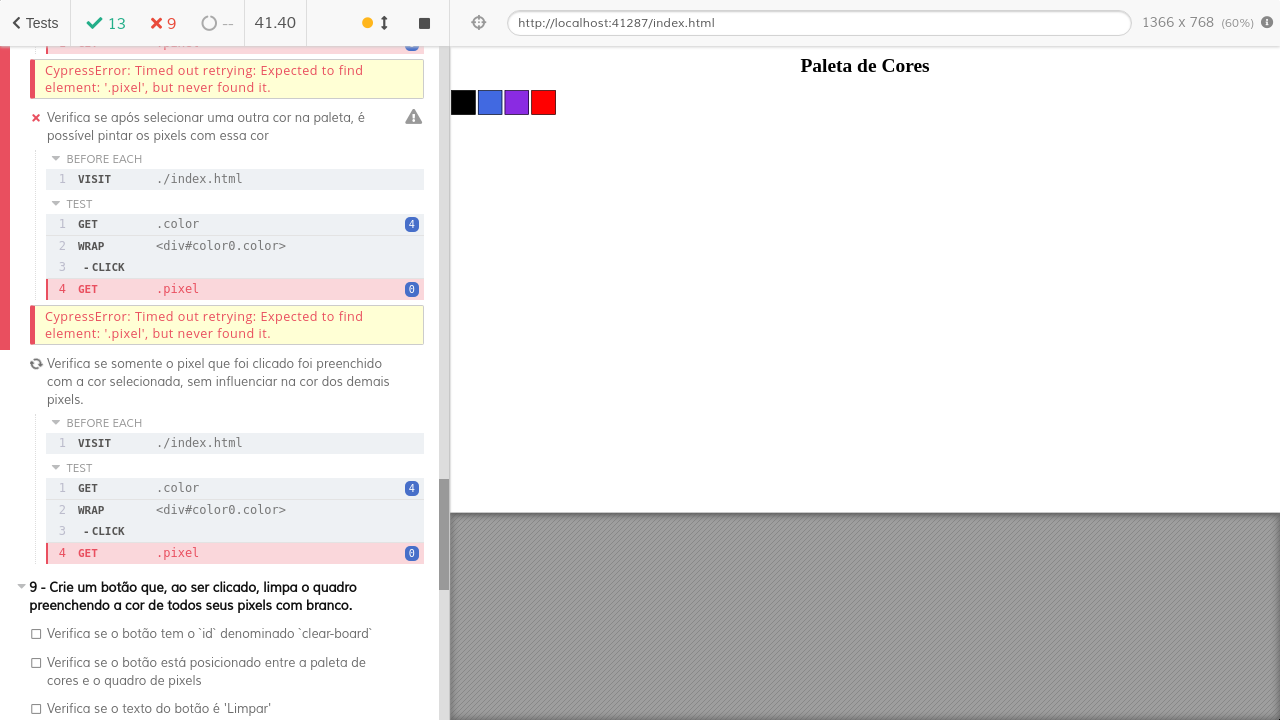 Tests
13
9
--
41.40
http://localhost:41287/index.html
1366 x 768 (60%)
CypressError: Timed out retrying: Expected to find
element: '.pixel', but never found it.
Verifica se após selecionar uma outra cor na paleta, é
possível pintar os pixels com essa cor
BEFORE EACH
1 VISIT ./index.html
TEST
1 GET .color 4
2 WRAP <div#color0.color>
3 - CLICK
4 GET .pixel 0
CypressError: Timed out retrying: Expected to find
element: '.pixel', but never found it.
Verifica se somente o pixel que foi clicado foi preenchido
com a cor selecionada, sem influenciar na cor dos demais
pixels.
BEFORE EACH
1 VISIT ./index.html
TEST
1 GET .color 4
2 WRAP <div#color0.color>
3 - CLICK
4 GET .pixel 0
9 - Crie um botão que, ao ser clicado, limpa o quadro
preenchendo a cor de todos seus pixels com branco.
Verifica se o botão tem o `id` denominado `clear-board`
Verifica se o botão está posicionado entre a paleta de
cores e o quadro de pixels
Verifica se o texto do botão é 'Limpar'
Paleta de Cores